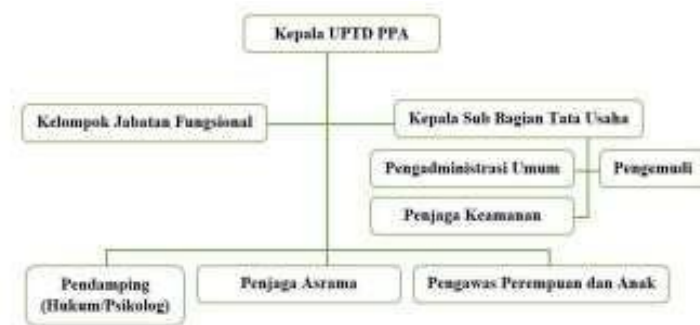 Kepala UPTD PPA
Kelompok Jabatan Fungsional
Kepala Sub Bagian Tata Usaha
Pengadministrasi Umum
Pengemudi
Penjaga Keamanan
Pendamping
(Hukum/Psikolog)
Penjaga Asrama
Pengawas Perempuan dan Anak